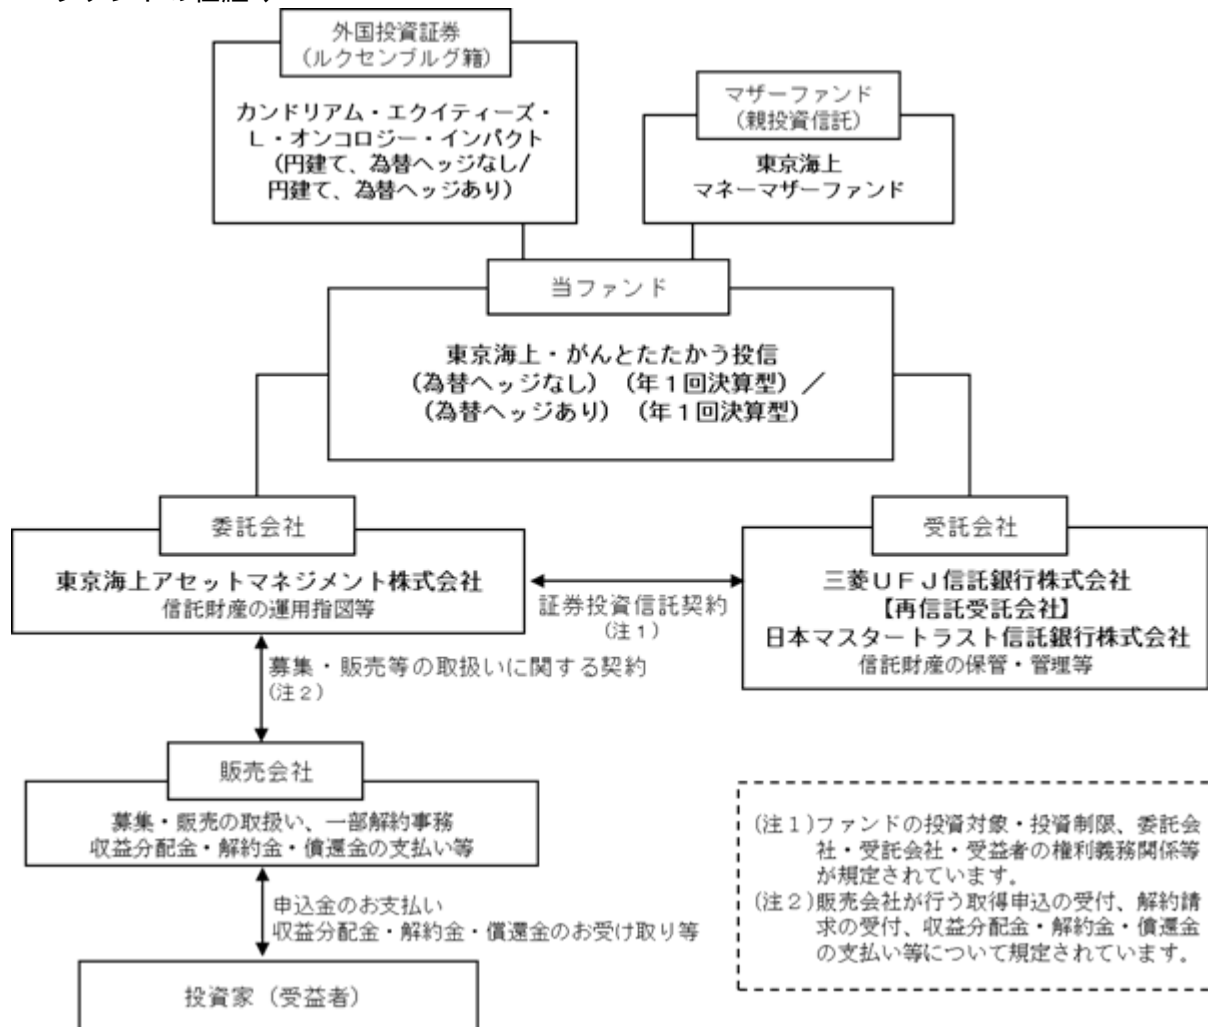 外国投資証券
(ルクセンブルグ籍)
カンドリアム・エクイティーズ・
L・オンコロジー・インパクト
(円建て、為替ヘッジなし/
円建て、為替ヘッジあり)
マザーファンド
(親投資信託)
東京海上
マネーマザーファンド
当ファンド
東京海上・がんとたたかう投信
(為替ヘッジなし) (年1回決算型) /
(為替ヘッジあり) (年1回決算型)
委託会社
東京海上アセットマネジメント株式会社
信託財産の運用指図等
証券投資信託契約
(注1)
受託会社
三菱UFJ信託銀行株式会社
【再信託受託会社】
日本マスタートラスト信託銀行株式会社
信託財産の保管・管理等
募集・販売等の取扱いに関する契約
(注2)
販売会社
募集・販売の取扱い、一部解約事務
収益分配金・解約金・償還金の支払い等
申込金のお支払い
収益分配金・解約金・償還金のお受け取り等
投資家(受益者)
(注1)ファンドの投資対象・投資制限、委託会
社・受託会社・受益者の権利義務関係等
が規定されています。
(注2)販売会社が行う取得申込の受付、解約請
求の受付、収益分配金・解約金・償還金
の支払い等について規定されています。